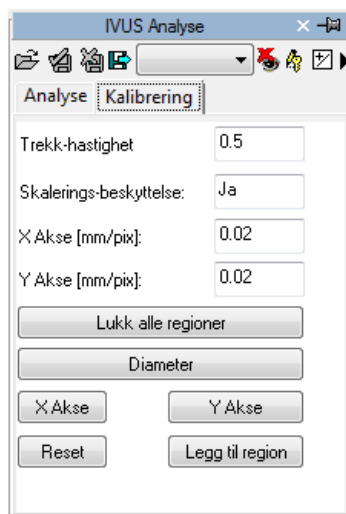 IVUS Analyse
Analyse Kalibrering
Trekk-hastighet 0.5
Skalerings-beskyttelse: Ja
X Akse [mm/pix]: 0.02
Y Akse [mm/pix]: 0.02
Lukk alle regioner
Diameter
X Akse Y Akse
Reset Legg til region